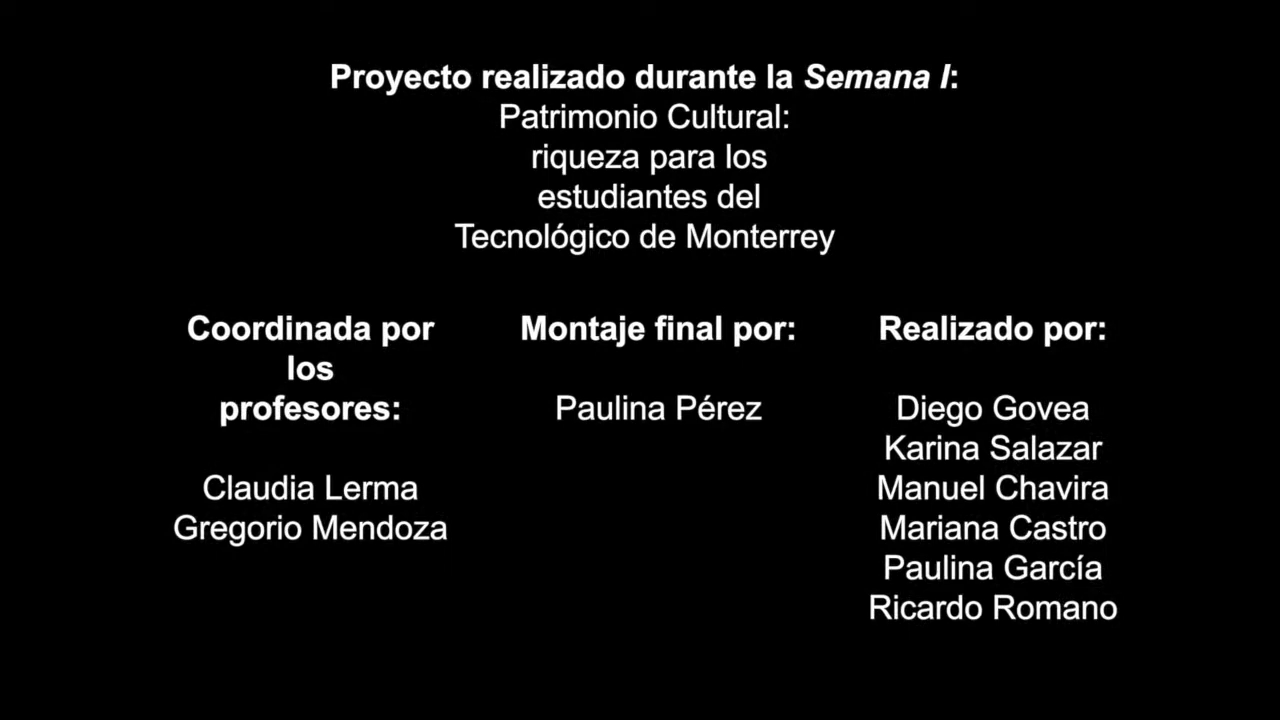 Proyecto realizado durante la Semana I:
Patrimonio Cultural:
riqueza para los
estudiantes del
Tecnológico de Monterrey
Coordinada por
los
profesores:
Claudia Lerma
Gregorio Mendoza
Montaje final por:
Paulina Pérez
Realizado por:
Diego Govea
Karina Salazar
Manuel Chavira
Mariana Castro
Paulina García
Ricardo Romano